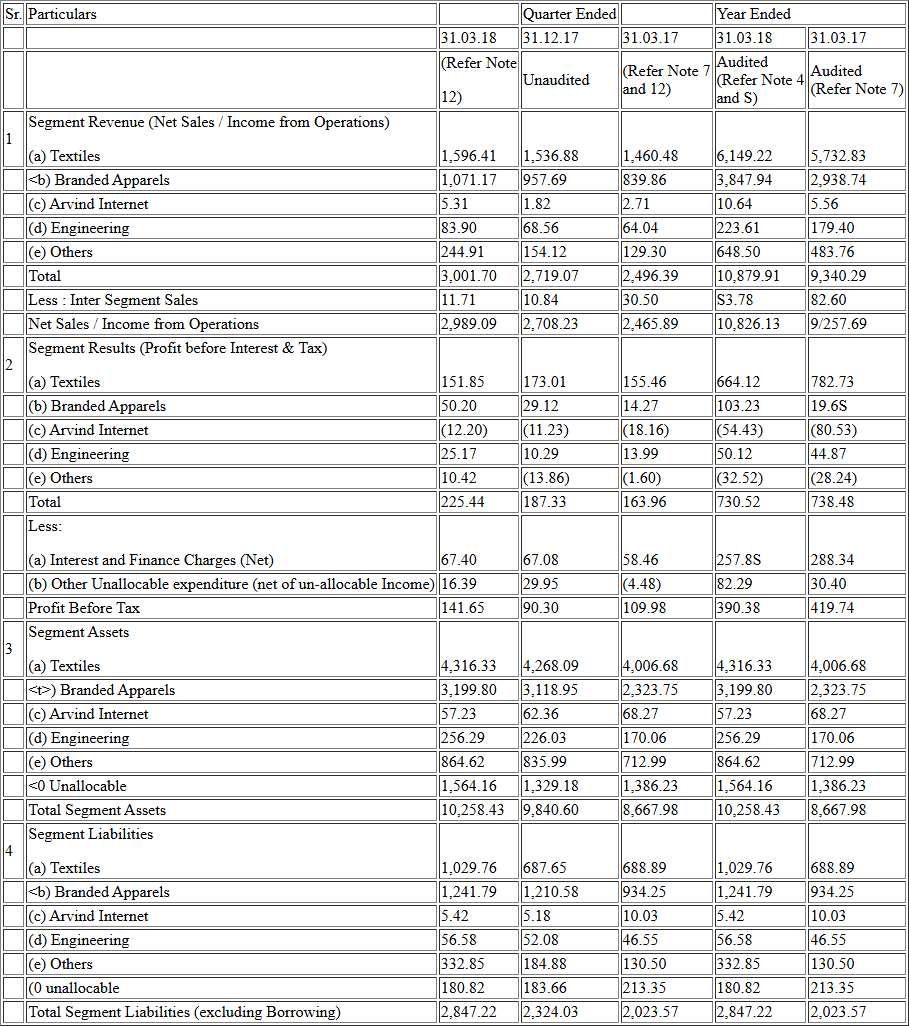 Sr. Particulars Quarter Ended Year Ended
31.03.18 31.12.17 31.03.17 31.03.18 31.03.17
(Refer Note 12) Unaudited (Refer Note 7 and 12) Audited (Refer Note 4 and S) Audited (Refer Note 7)
1 Segment Revenue (Net Sales / Income from Operations)
(a) Textiles 1,596.41 1,536.88 1,460.48 6,149.22 5,732.83
<b) Branded Apparels 1,071.17 957.69 839.86 3,847.94 2,938.74
(c) Arvind Internet 5.31 1.82 2.71 10.64 5.56
(d) Engineering 83.90 68.56 64.04 223.61 179.40
(e) Others 244.91 154.12 129.30 648.50 483.76
Total 3,001.70 2,719.07 2,496.39 10,879.91 9,340.29
Less : Inter Segment Sales 11.71 10.84 30.50 S3.78 82.60
Net Sales / Income from Operations 2,989.09 2,708.23 2,465.89 10,826.13 9/257.69
2 Segment Results (Profit before Interest & Tax)
(a) Textiles 151.85 173.01 155.46 664.12 782.73
(b) Branded Apparels 50.20 29.12 14.27 103.23 19.6S
(c) Arvind Internet (12.20) (11.23) (18.16) (54.43) (80.53)
(d) Engineering 25.17 10.29 13.99 50.12 44.87
(e) Others 10.42 (13.86) (1.60) (32.52) (28.24)
Total 225.44 187.33 163.96 730.52 738.48
Less:
(a) Interest and Finance Charges (Net) 67.40 67.08 58.46 257.8S 288.34
(b) Other Unallocable expenditure (net of un-allocable Income) 16.39 29.95 (4.48) 82.29 30.40
Profit Before Tax 141.65 90.30 109.98 390.38 419.74
3 Segment Assets
(a) Textiles 4,316.33 4,268.09 4,006.68 4,316.33 4,006.68
<t>) Branded Apparels 3,199.80 3,118.95 2,323.75 3,199.80 2,323.75
(c) Arvind Internet 57.23 62.36 68.27 57.23 68.27
(d) Engineering 256.29 226.03 170.06 256.29 170.06
(e) Others 864.62 835.99 712.99 864.62 712.99
<0 Unallocable 1,564.16 1,329.18 1,386.23 1,564.16 1,386.23
Total Segment Assets 10,258.43 9,840.60 8,667.98 10,258.43 8,667.98
4 Segment Liabilities
(a) Textiles 1,029.76 687.65 688.89 1,029.76 688.89
<b) Branded Apparels 1,241.79 1,210.58 934.25 1,241.79 934.25
(c) Arvind Internet 5.42 5.18 10.03 5.42 10.03
(d) Engineering 56.58 52.08 46.55 56.58 46.55
(e) Others 332.85 184.88 130.50 332.85 130.50
(0 unallocable 180.82 183.66 213.35 180.82 213.35
Total Segment Liabilities (excluding Borrowing) 2,847.22 2,324.03 2,023.57 2,847.22 2,023.57